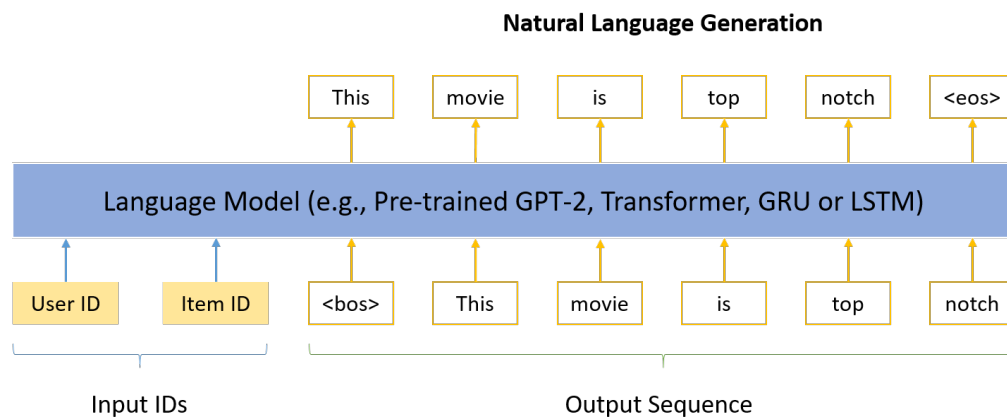 Natural Language Generation
This movie is top notch <eos>
Language Model (e.g., Pre-trained GPT-2, Transformer, GRU or LSTM)
User ID Item ID <bos> This movie is top notch
Input IDs Output Sequence